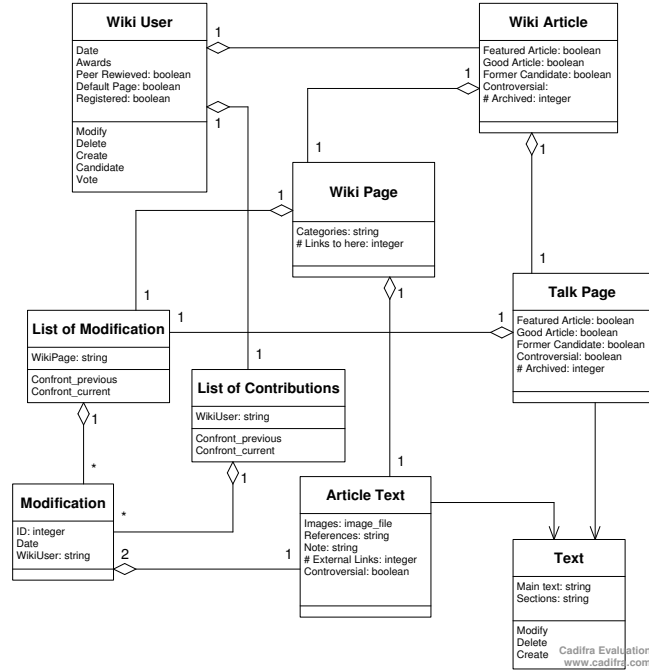 Wiki User
Date
Awards
Peer Rewieved: boolean
Default Page: boolean
Registered: boolean
Modify
Delete
Create
Candidate
Vote
1
1
Wiki Article
Featured Article: boolean
Good Article: boolean
Former Candidate: boolean
Controversial:
# Archived: integer
1
1
1
Wiki Page
Categories: string
# Links to here: integer
1
1
1
1
Talk Page
Featured Article: boolean
Good Article: boolean
Former Candidate: boolean
Controversial: boolean
# Archived: integer
1
1
List of Modification
WikiPage: string
Confront_previous
Confront_current
1
1
*
List of Contributions
WikiUser: string
Confront_previous
Confront_current
1
1
*
Modification
ID: integer
Date
WikiUser: string
2
1
1
Article Text
Images: image_file
References: string
Note: string
# External Links: integer
Controversial: boolean
Text
Main text: string
Sections: string
Modify
Delete
Create
Cadifra Evaluation
www.cadifra.com